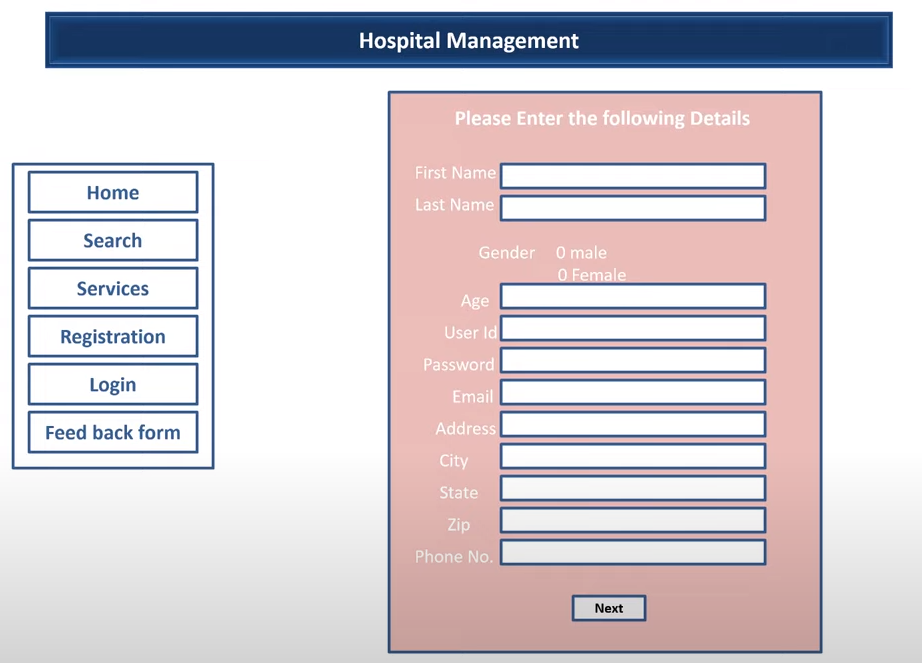 Hospital Management
Please Enter the following Details
Home
Search
Services
Registration
Login
Feed back form
First Name
Last Name
Gender 0 male
0 Female
Age
User Id
Password
Email
Address
City
State
Zip
Phone No.
Next